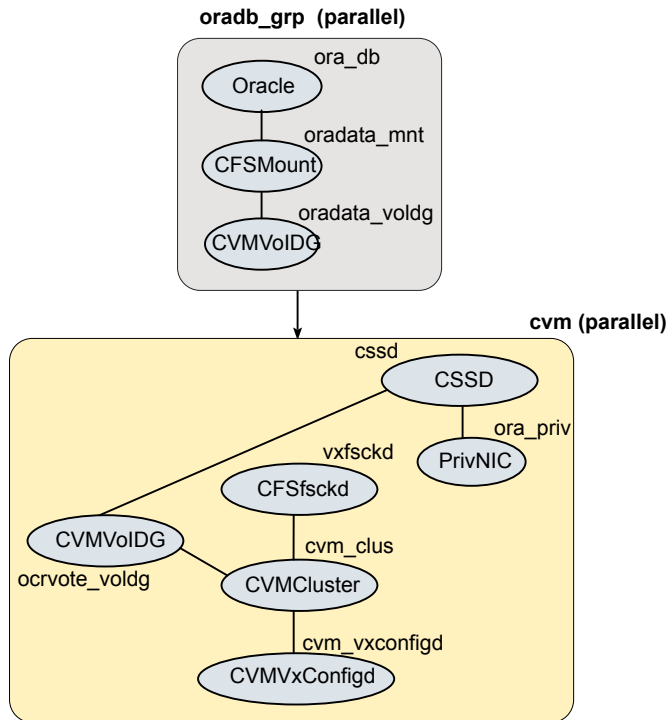 oradb_grp (parallel)
ora_db
Oracle
oradata_mnt
CFSMount
oradata_voldg
CVMVolDG
cvm (parallel)
cssd
CSSD
ora_priv
PrivNIC
vxfsckd
CFSfsckd
CVMVolDG
ocrvote_voldg
cvm_clus
CVMCluster
cvm_vxconfigd
CVMVxConfigd